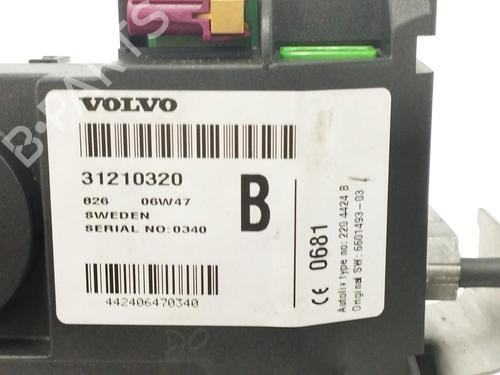 VOLVO
31210320
826 06W47
SWEDEN
SERIAL NO:0340
442406470340
B
CE 0681
Autoliv type no: 220 4424 B
Original SW: 6601493-03
B-PARTS